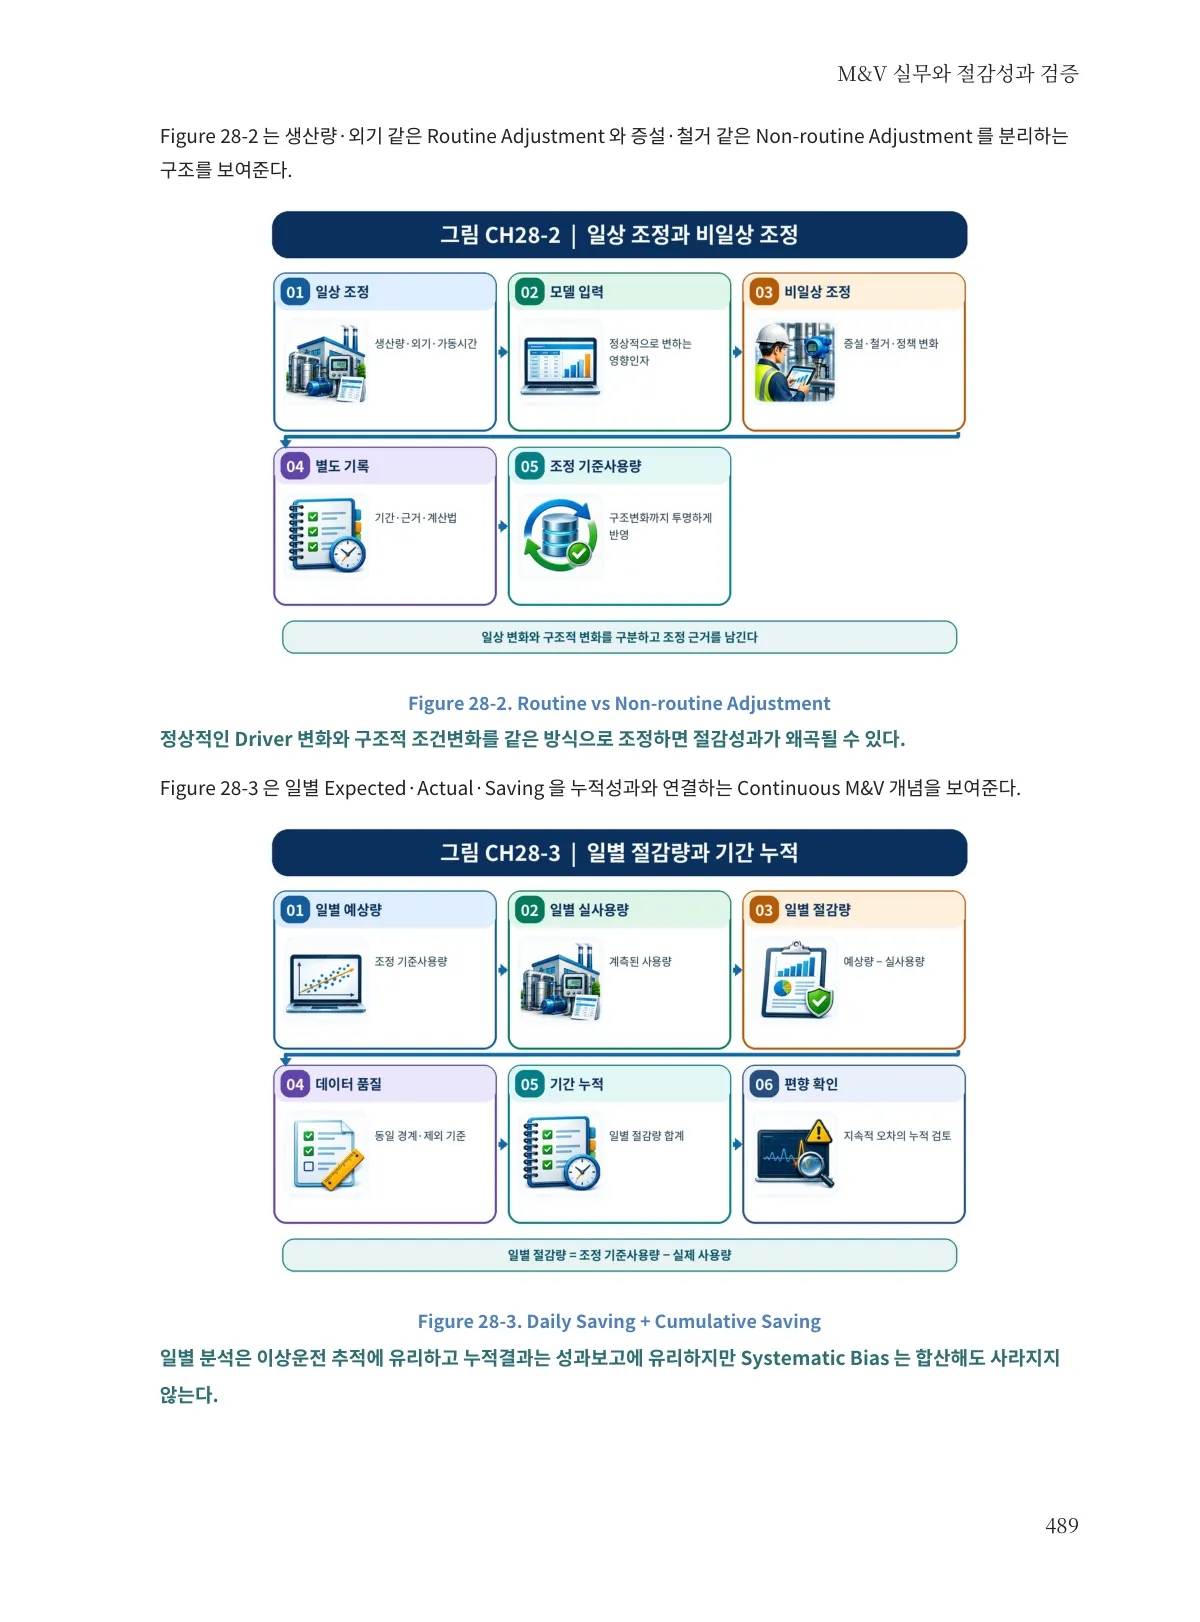 M&V 실무와 절감성과 검증
Figure 28-2 는 생산량·외기 같은 Routine Adjustment 와 증설·철거 같은 Non-routine Adjustment 를 분리하는
구조를 보여준다.
그림 CH28-2 | 일상 조정과 비일상 조정
01 일상 조정
생산량·외기·가동시간
02 모델 입력
정상적으로 변하는
영향인자
03 비일상 조정
증설·철거·정책 변화
04 별도 기록
기간·근거·계산법
05 조정 기준사용량
구조변화까지 투명하게
반영
일상 변화와 구조적 변화를 구분하고 조정 근거를 남긴다
Figure 28-2. Routine vs Non-routine Adjustment
정상적인 Driver 변화와 구조적 조건변화를 같은 방식으로 조정하면 절감성과가 왜곡될 수 있다.
Figure 28-3 은 일별 Expected·Actual·Saving 을 누적성과와 연결하는 Continuous M&V 개념을 보여준다.
그림 CH28-3 | 일별 절감량과 기간 누적
01 일별 예상량
조정 기준사용량
02 일별 실사용량
계측된 사용량
03 일별 절감량
예상량 – 실사용량
04 데이터 품질
동일 경계·제외 기준
05 기간 누적
일별 절감량 합계
06 편향 확인
지속적 오차의 누적 검토
일별 절감량 = 조정 기준사용량 – 실제 사용량
Figure 28-3. Daily Saving + Cumulative Saving
일별 분석은 이상운전 추적에 유리하고 누적결과는 성과보고에 유리하지만 Systematic Bias 는 합산해도 사라지지
않는다.
489